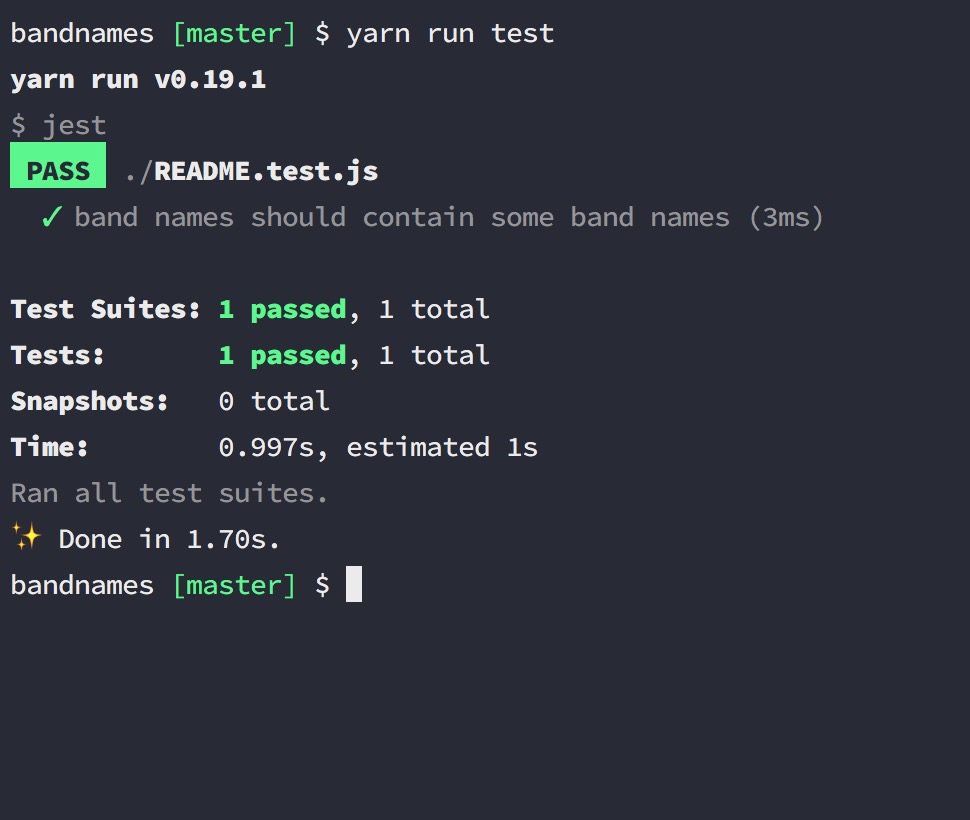 bandnames [master] $ yarn run test
yarn run v0.19.1
$ jest
PASS ./README.test.js
✓ band names should contain some band names (3ms)
Test Suites: 1 passed, 1 total
Tests: 1 passed, 1 total
Snapshots: 0 total
Time: 0.997s, estimated 1s
Ran all test suites.
✨ Done in 1.70s.
bandnames [master] $